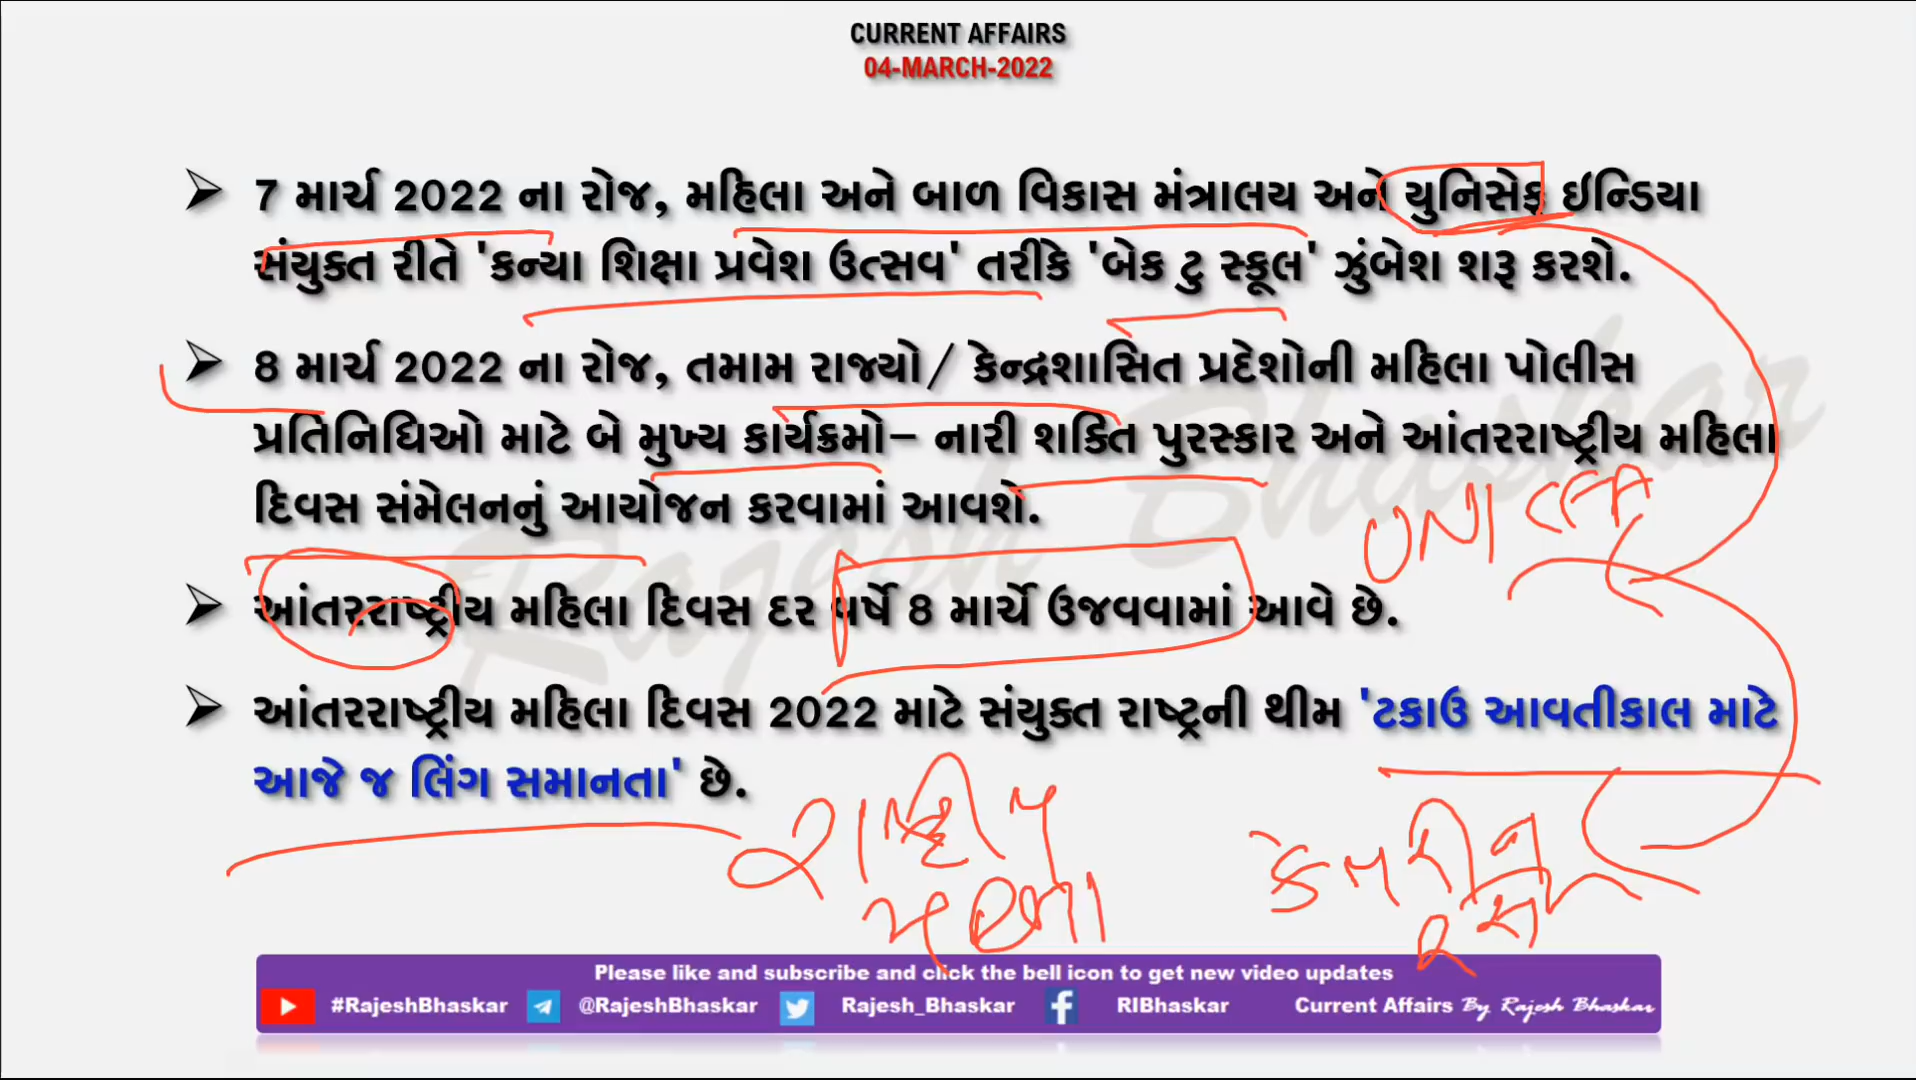 CURRENT AFFAIRS
04-MARCH-2022
➢ 7 માર્ચ 2022 ના રોજ, મહિલા અને બાળ વિકાસ મંત્રાલય અને યુનિસેફ ઈન્ડિયા
સંયુક્ત રીતે 'કન્યા શિક્ષા પ્રવેશ ઉત્સવ' તરીકે 'બેક ટુ સ્કૂલ' ઝુંબેશ શરૂ કરશે.
➢ 8 માર્ચ 2022 ના રોજ, તમામ રાજ્યો/ કેન્દ્રશાસિત પ્રદેશોની મહિલા પોલીસ
પ્રતિનિધિઓ માટે બે મુખ્ય કાર્યક્રમો– નારી શક્તિ પુરસ્કાર અને આંતરરાષ્ટ્રીય મહિલા
દિવસ સંમેલનનું આયોજન કરવામાં આવશે.
➢ આંતરરાષ્ટ્રીય મહિલા દિવસ દર વર્ષે 8 માર્ચે ઉજવવામાં આવે છે.
➢ આંતરરાષ્ટ્રીય મહિલા દિવસ 2022 માટે સંયુક્ત રાષ્ટ્રની થીમ 'ટકાઉ આવતીકાલ માટે
આજે જ લિંગ સમાનતા' છે.
Rajesh Bhaskar
Please like and subscribe and click the bell icon to get new video updates
#RajeshBhaskar @RajeshBhaskar Rajesh_Bhaskar RIBhaskar Current Affairs By Rajesh Bhaskar